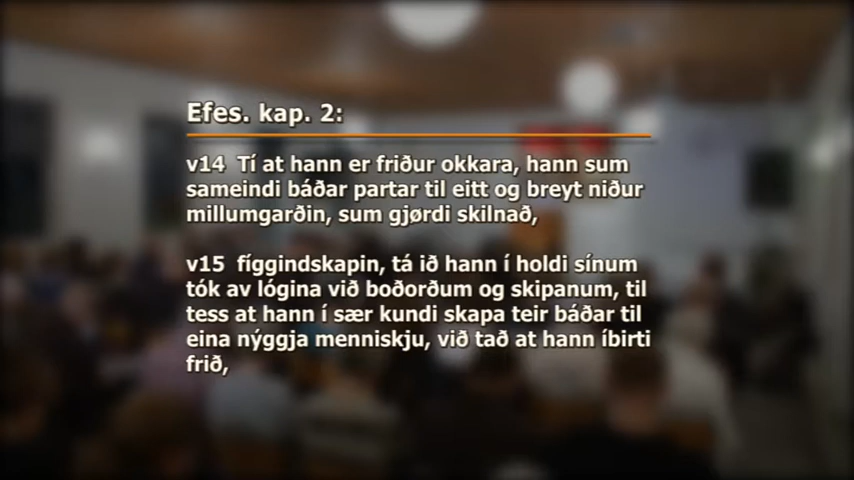 Efes. kap. 2:
v14 Tí at hann er friður okkara, hann sum
sameindi báðar partar til eitt og breyt niður
millumgarðin, sum gjørdi skilnað,
v15 fíggindskapin, tá ið hann í holdi sínum
tók av lógina við boðorðum og skipanum, til
tess at hann í sær kundi skapa teir báðar til
eina nýggja menniskju, við tað at hann íbirti
frið,